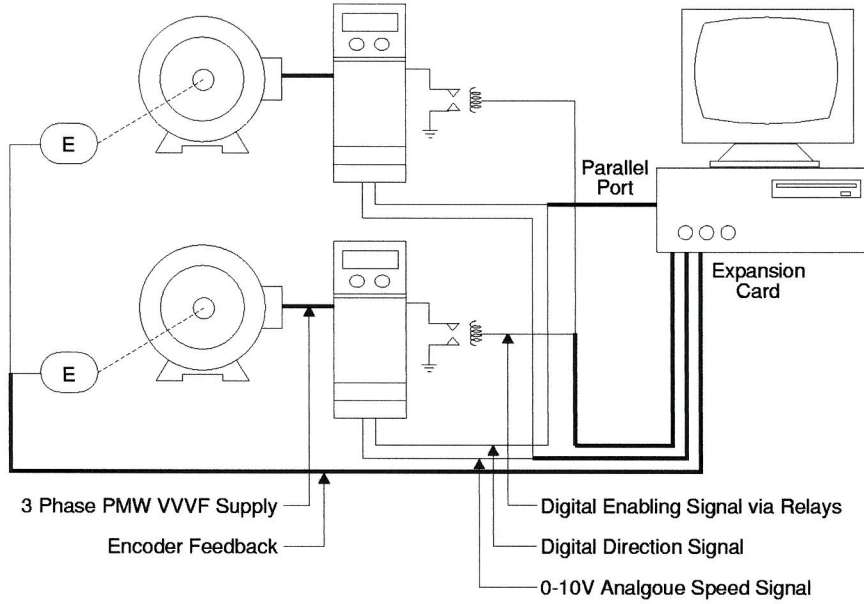 E
Parallel
Port
Expansion
Card
E
3 Phase PMW VVVF Supply
Digital Enabling Signal via Relays
Encoder Feedback
Digital Direction Signal
0-10V Analgoue Speed Signal